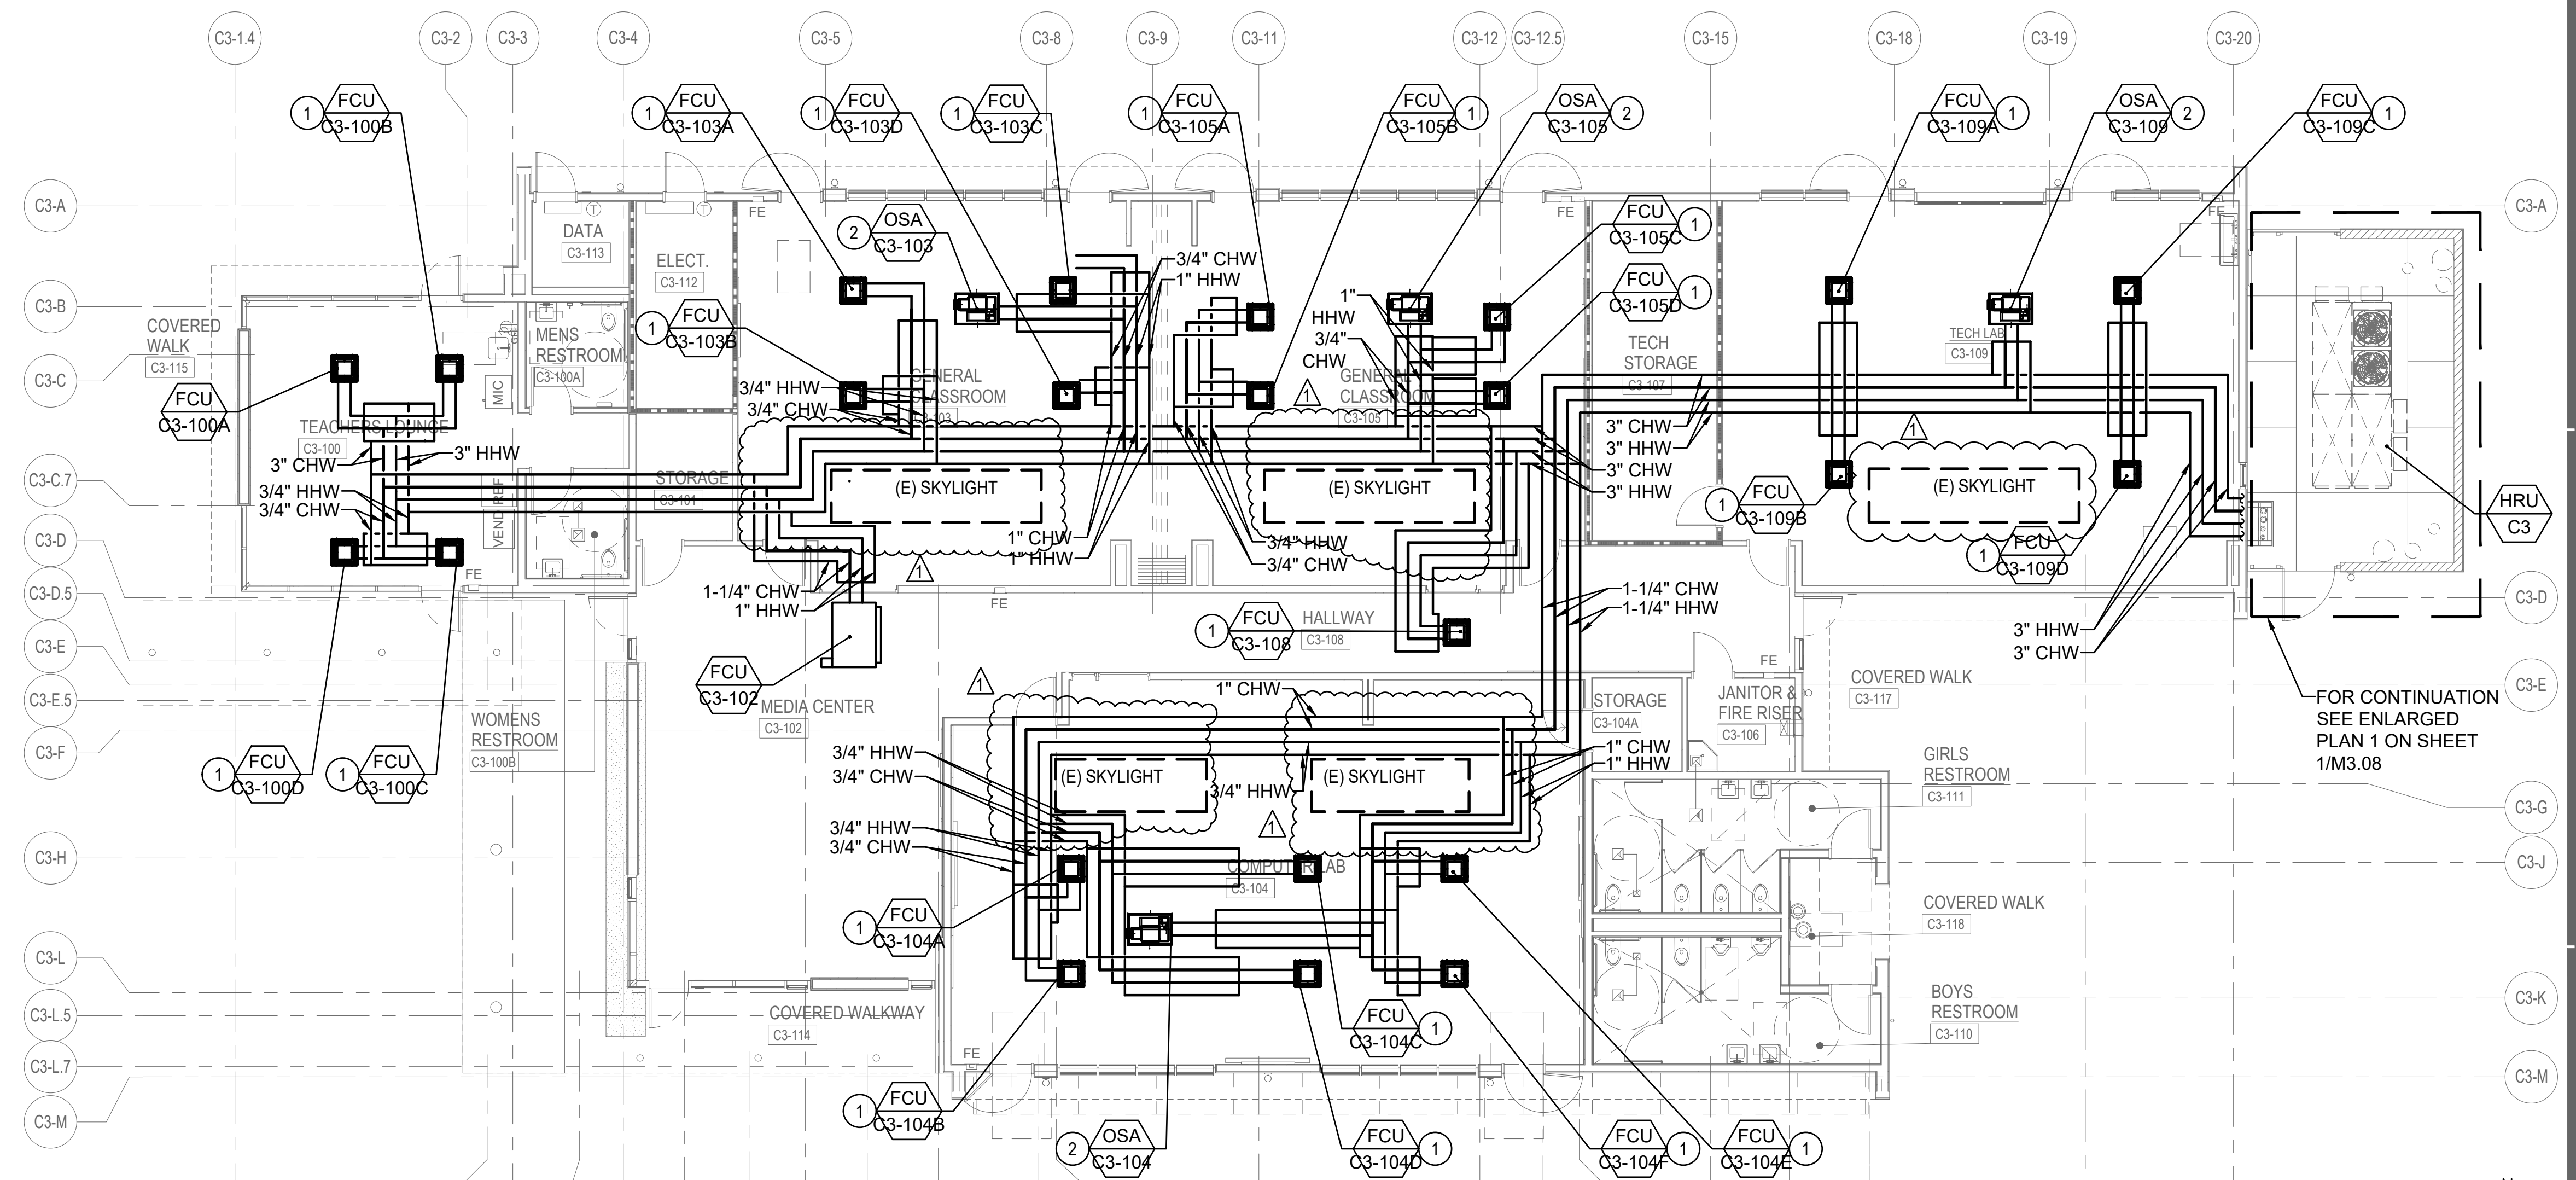 C3-1.4
C3-2
C3-3
C3-4
C3-5
C3-8
C3-9
C3-11
C3-12
C3-12.5
C3-15
C3-18
C3-19
C3-20
1
FCU
C3-100B
1
FCU
C3-103A
1
FCU
C3-103D
1
FCU
C3-103C
1
FCU
C3-105A
FCU
C3-105B
1
OSA
C3-105
2
FCU
C3-109A
1
OSA
C3-109
2
FCU
C3-109C
1
C3-A
C3-B
C3-C
C3-C.7
C3-D
C3-D.5
C3-E
C3-E.5
C3-F
C3-H
C3-L
C3-L.5
C3-L.7
C3-M
C3-A
C3-D
C3-E
C3-G
C3-J
C3-K
C3-M
DATA
C3-113
T
T
FE
ELECT.
C3-112
2
OSA
C3-103
3/4" CHW
1" HHW
FE
FCU
C3-105C
1
FCU
C3-105D
1
FE
COVERED
WALK
C3-115
MENS
RESTROOM
C3-100A
MIC
1
FCU
C3-103B
3/4" HHW
3/4" CHW
GENERAL
CLASSROOM
C3-103
1"
HHW
3/4"
CHW
1
GENERAL
CLASSROOM
C3-105
TECH
STORAGE
C3-107
TECH LAB
C3-109
FCU
C3-100A
TEACHERS LOUNGE
C3-100
3" CHW
3" HHW
3/4" HHW
3/4" CHW
VEND
REF
STORAGE
C3-101
(E) SKYLIGHT
(E) SKYLIGHT
3" CHW
3" HHW
3" CHW
3" HHW
1
(E) SKYLIGHT
1
FCU
C3-109B
1
FCU
C3-109D
HRU
C3
1" CHW
1" HHW
3/4" HHW
3/4" CHW
1
1-1/4" CHW
1" HHW
FE
FE
1
FCU
C3-108
HALLWAY
C3-108
1-1/4" CHW
1-1/4" HHW
3" HHW
3" CHW
FCU
C3-102
MEDIA CENTER
C3-102
1
1" CHW
STORAGE
C3-104A
JANITOR &
FIRE RISER
C3-106
FE
COVERED WALK
C3-117
FOR CONTINUATION
SEE ENLARGED
PLAN 1 ON SHEET
1/M3.08
WOMENS
RESTROOM
C3-100B
1
FCU
C3-100D
1
FCU
C3-100C
3/4" HHW
3/4" CHW
(E) SKYLIGHT
3/4" HHW
(E) SKYLIGHT
1" CHW
1" HHW
1
GIRLS
RESTROOM
C3-111
3/4" HHW
3/4" CHW
COMPUTER LAB
C3-104
1
FCU
C3-104A
COVERED WALK
C3-118
COVERED WALKWAY
C3-114
FE
FCU
C3-104C
1
BOYS
RESTROOM
C3-110
1
FCU
C3-104B
2
OSA
C3-104
FCU
C3-104D
1
FCU
C3-104F
1
FCU
C3-104E
1